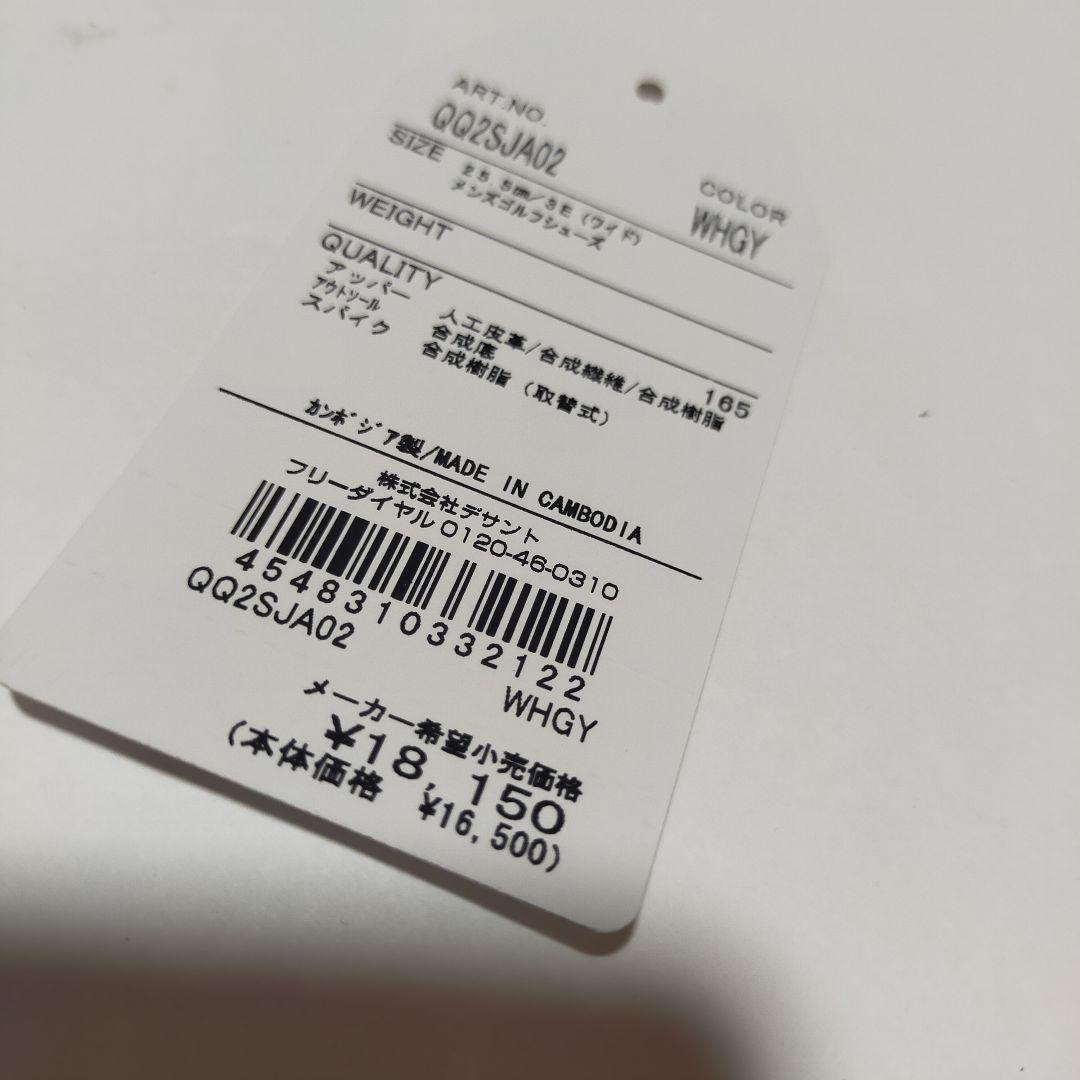 ART.NO.
QQ2SJA02
COLOR
WHGY
SIZE
25.5m/3E (ワイド)
メンズゴルフシューズ
WEIGHT
QUALITY
165
アッパー 人工皮革/合成繊維/合成樹脂
アウトソール 合成底
スパイク 合成樹脂 (取替式)
カンボジア製/MADE IN CAMBODIA
株式会社デサント
フリーダイヤル 0120-46-0310
4548310332122
QQ2SJA02 WHGY
メーカー希望小売価格
¥18,150
(本体価格 ¥16,500)